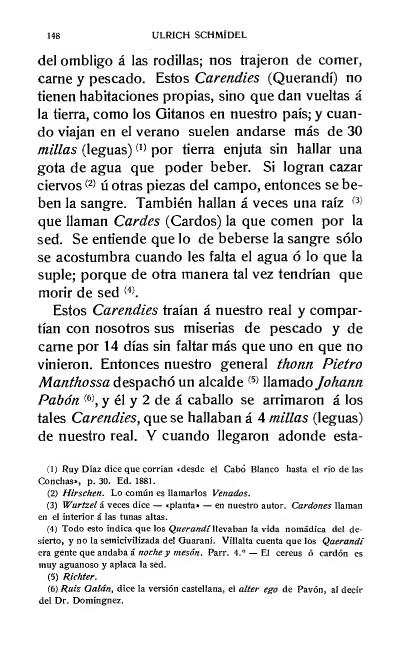 148
ULRICH SCHMÍDEL
del ombligo á las rodillas; nos trajeron de comer,
carne y pescado. Estos Carendies (Querandí) no
tienen habitaciones propias, sino que dan vueltas á
la tierra, como los Gitanos en nuestro país; y cuan-
do viajan en el verano suelen andarse más de 30
millas (leguas) (1) por tierra enjuta sin hallar una
gota de agua que poder beber. Si logran cazar
ciervos (2) ú otras piezas del campo, entonces se be-
ben la sangre. También hallan á veces una raíz (3)
que llaman Cardes (Cardos) la que comen por la
sed. Se entiende que lo de beberse la sangre sólo
se acostumbra cuando les falta el agua ó lo que la
suple; porque de otra manera tal vez tendrían que
morir de sed (4).
Estos Carendies traían á nuestro real y compar-
tían con nosotros sus miserias de pescado y de
carne por 14 días sin faltar más que uno en que no
vinieron. Entonces nuestro general thonn Pietro
Manthossa despachó un alcalde (5) llamado Johann
Pabón (6), y él y 2 de á caballo se arrimaron á los
tales Carendies, que se hallaban á 4 millas (leguas)
de nuestro real. Y cuando llegaron adonde esta-
(1) Ruy Díaz dice que corrian «desde el Cabó Blanco hasta el río de las
Conchas», p. 30. Ed. 1881.
(2) Hirschen. Lo común es llamarlos Venados.
(3) Wurtzel á veces dice — «planta» — en nuestro autor. Cardones llaman
en el interior á las tunas altas.
(4) Todo esto indica que los Querandí llevaban la vida nomádica del de-
sierto, y no la semicivilizada del Guaraní. Villalta cuenta que los Querandí
era gente que andaba á noche y mesón. Parr. 4.º — El cereus ó cardón es
muy aguanoso y aplaca la sed.
(5) Richter.
(6) Ruiz Galán, dice la versión castellana, el alter ego de Pavón, al decir
del Dr. Domínguez.